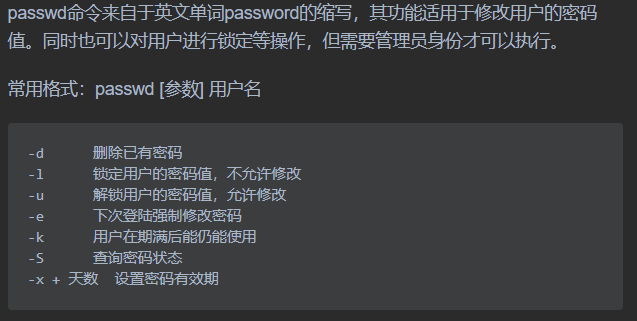 passwd命令来自于英文单词password的缩写，其功能适用于修改用户的密码
值。同时也可以对用户进行锁定等操作，但需要管理员身份才可以执行。
常用格式：passwd [参数] 用户名
-d 删除已有密码
-l 锁定用户的密码值，不允许修改
-u 解锁用户的密码值，允许修改
-e 下次登陆强制修改密码
-k 用户在期满后能仍能使用
-S 查询密码状态
-x + 天数 设置密码有效期